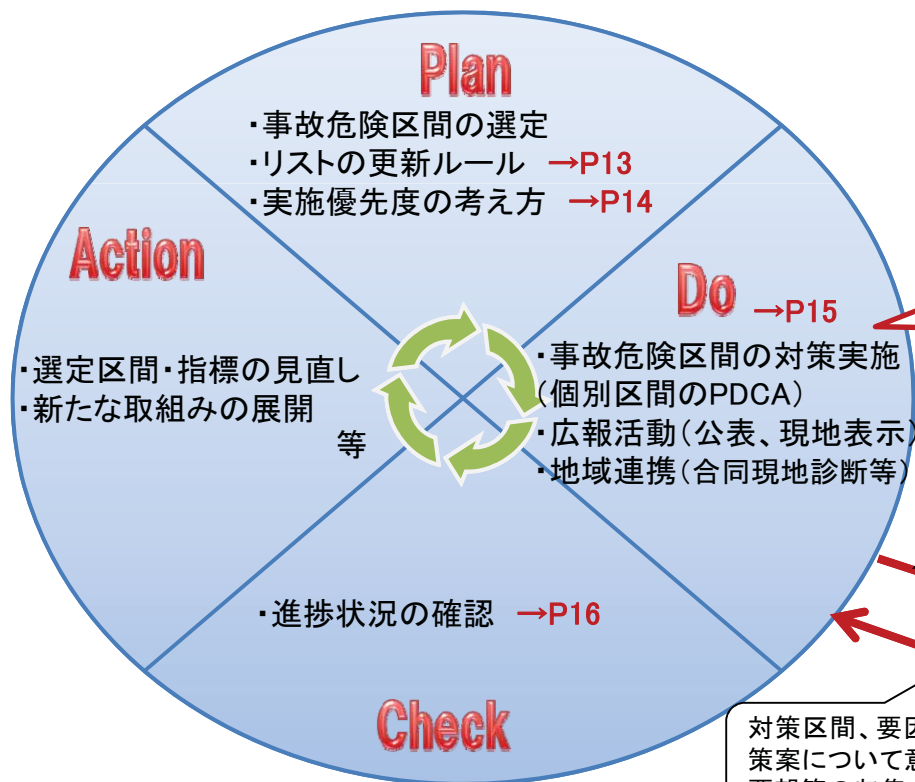 Plan
・事故危険区間の選定
・リストの更新ルール →P13
・実施優先度の考え方 →P14
Action
・選定区間・指標の見直し
・新たな取組みの展開
等
Do →P15
・事故危険区間の対策実施
(個別区間のPDCA)
・広報活動(公表、現地表示)
・地域連携(合同現地診断等)
・進捗状況の確認 →P16
Check
対策区間、要因
策案について意